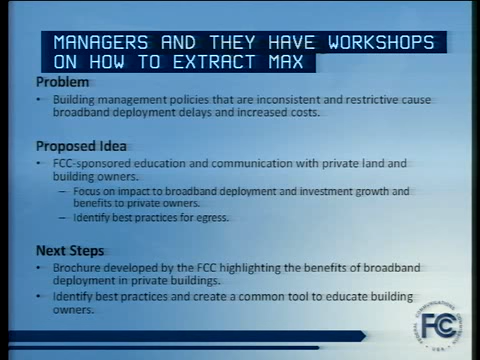 MANAGERS AND THEY HAVE WORKSHOPS
ON HOW TO EXTRACT MAX
Problem
• Building management policies that are inconsistent and restrictive cause
broadband deployment delays and increased costs.
Proposed Idea
• FCC-sponsored education and communication with private land and
building owners.
– Focus on impact to broadband deployment and investment growth and
benefits to private owners.
– Identify best practices for egress.
Next Steps
• Brochure developed by the FCC highlighting the benefits of broadband
deployment in private buildings.
• Identify best practices and create a common tool to educate building
owners.
FEDERAL COMMUNICATIONS COMMISSION
FCC
USA